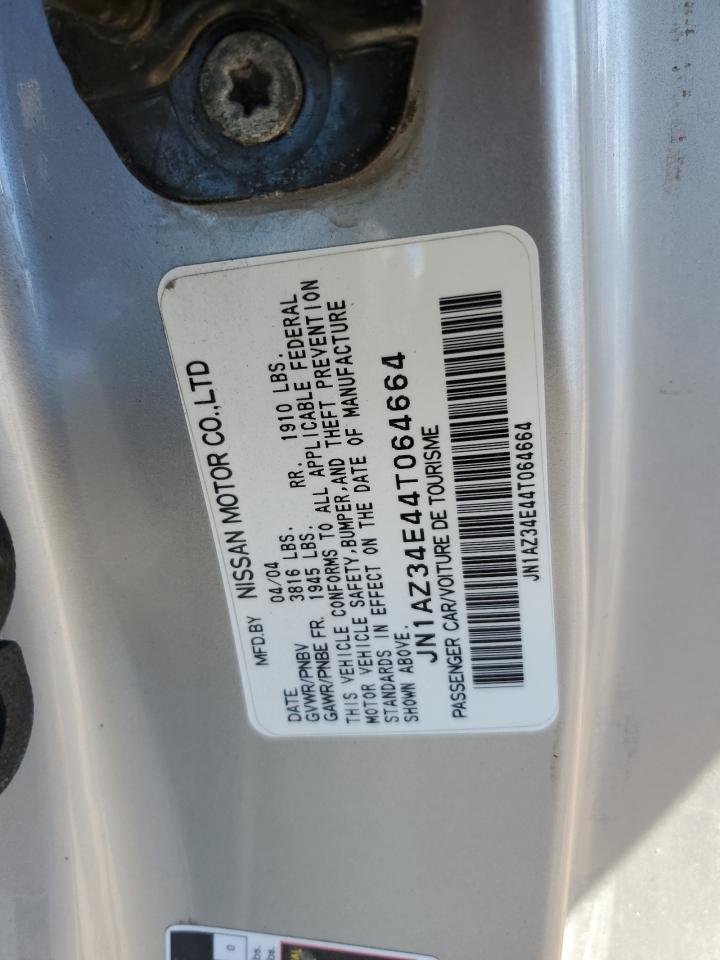 MFD.BY NISSAN MOTOR CO.,LTD
DATE 04/04
GVWR/PNBV 3816 LBS.
GAWR/PNBE FR. 1945 LBS. RR. 1910 LBS.
THIS VEHICLE CONFORMS TO ALL APPLICABLE FEDERAL
MOTOR VEHICLE SAFETY,BUMPER,AND THEFT PREVENTION
STANDARDS IN EFFECT ON THE DATE OF MANUFACTURE
SHOWN ABOVE.
JN1AZ34E44T064664
PASSENGER CAR/VOITURE DE TOURISME
JN1AZ34E44T064664
0
lbs.